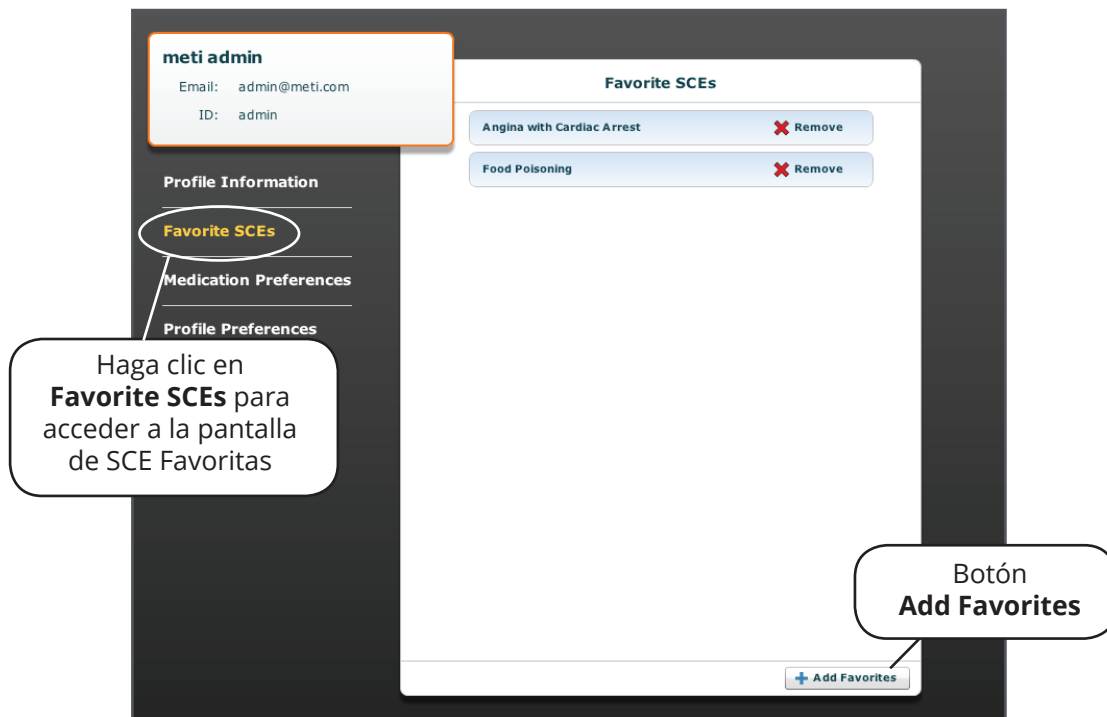 meti admin
Email: admin@meti.com
ID: admin
Profile Information
Favorite SCEs
Medication Preferences
Profile Preferences
Haga clic en
Favorite SCEs para
acceder a la pantalla
de SCE Favoritas
Favorite SCEs
Angina with Cardiac Arrest Remove
Food Poisoning Remove
Botón
Add Favorites
Add Favorites